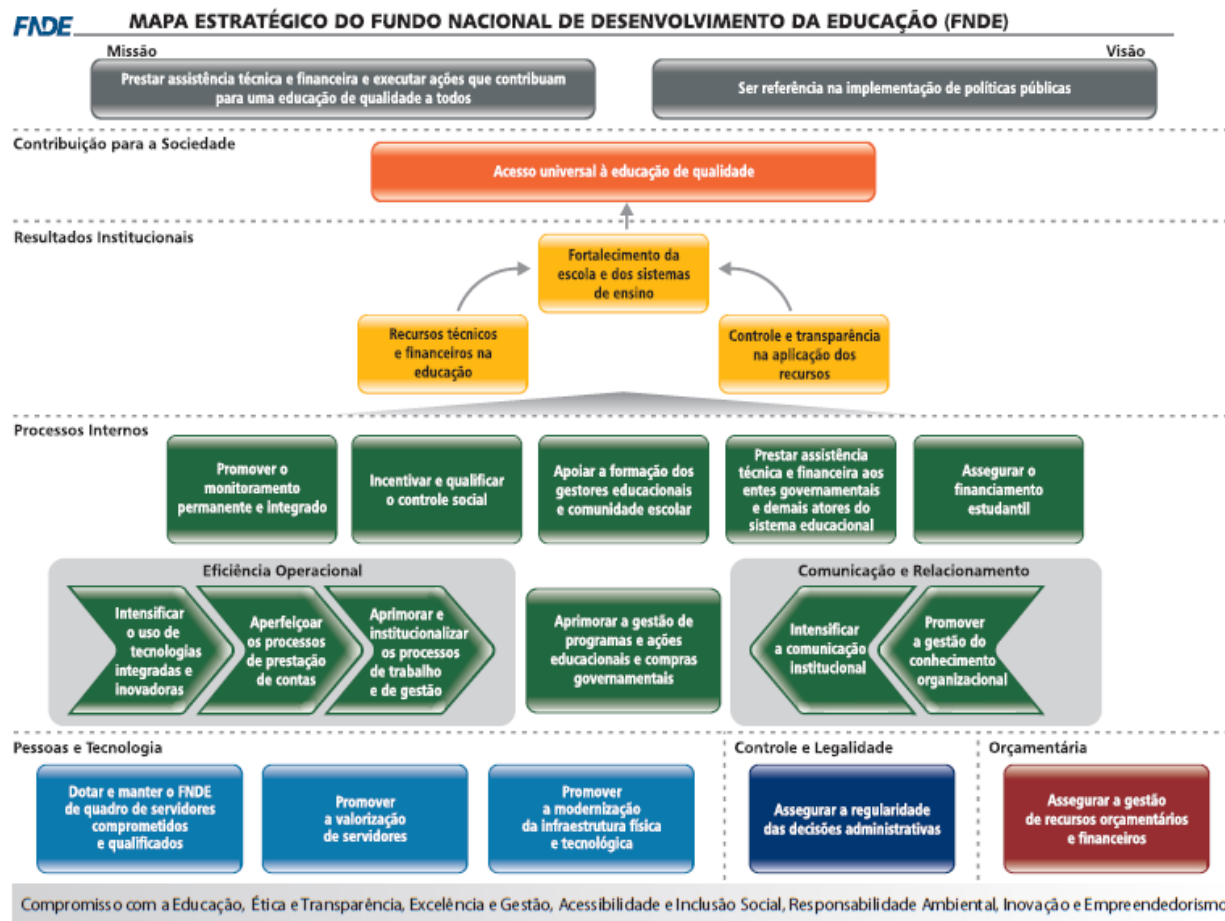 FNDE MAPA ESTRATÉGICO DO FUNDO NACIONAL DE DESENVOLVIMENTO DA EDUCAÇÃO (FNDE)
Missão
Prestar assistência técnica e financeira e executar ações que contribuam
para uma educação de qualidade a todos
Visão
Ser referência na implementação de políticas públicas
Contribuição para a Sociedade
Acesso universal à educação de qualidade
Resultados Institucionais
Fortalecimento da
escola e dos sistemas
de ensino
Recursos técnicos
e financeiros na
educação
Controle e transparência
na aplicação dos
recursos
Processos Internos
Promover o
monitoramento
permanente e integrado
Incentivar e qualificar
o controle social
Apoiar a formação dos
gestores educacionais
e comunidade escolar
Prestar assistência
técnica e financeira aos
entes governamentais
e demais atores do
sistema educacional
Assegurar o
financiamento
estudantil
Eficiência Operacional
Intensificar
o uso de
tecnologias
integradas e
inovadoras
Aperfeiçoar
os processos
de prestação
de contas
Aprimorar e
institucionalizar
os processos
de trabalho
e de gestão
Aprimorar a gestão de
programas e ações
educacionais e compras
governamentais
Comunicação e Relacionamento
Intensificar
a comunicação
institucional
Promover
a gestão do
conhecimento
organizacional
Pessoas e Tecnologia
Dotar e manter o FNDE
de quadro de servidores
comprometidos
e qualificados
Promover
a valorização
de servidores
Promover
a modernização
da infraestrutura física
e tecnológica
Controle e Legalidade
Assegurar a regularidade
das decisões administrativas
Orçamentária
Assegurar a gestão
de recursos orçamentários
e financeiros
Compromisso com a Educação, Ética e Transparência, Excelência e Gestão, Acessibilidade e Inclusão Social, Responsabilidade Ambiental, Inovação e Empreendedorismo